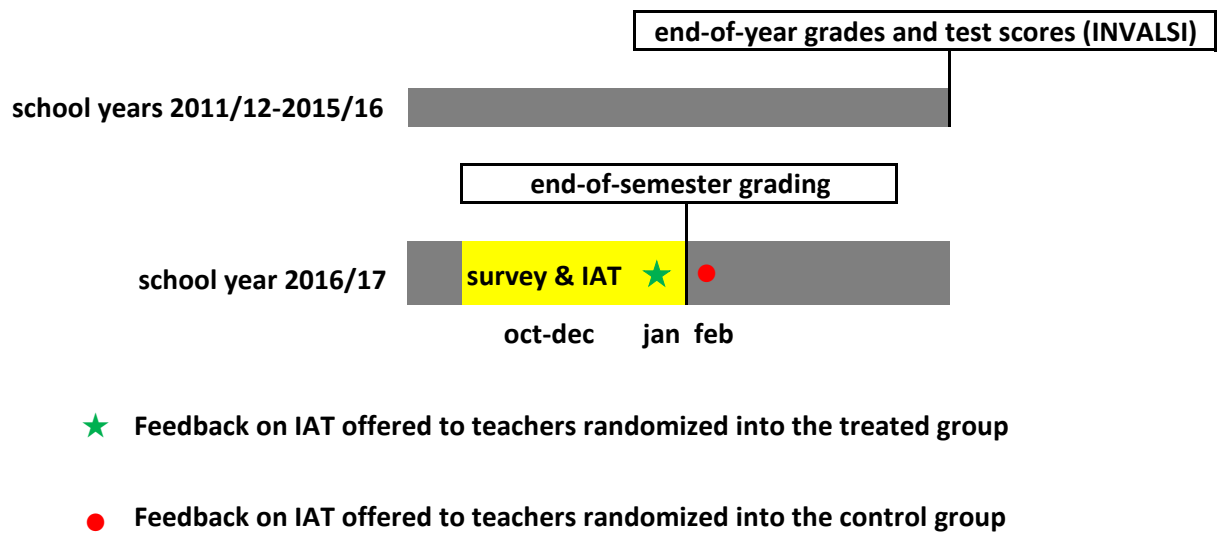 end-of-year grades and test scores (INVALSI)
school years 2011/12-2015/16
end-of-semester grading
school year 2016/17
survey & IAT
oct-dec jan feb
Feedback on IAT offered to teachers randomized into the treated group
Feedback on IAT offered to teachers randomized into the control group